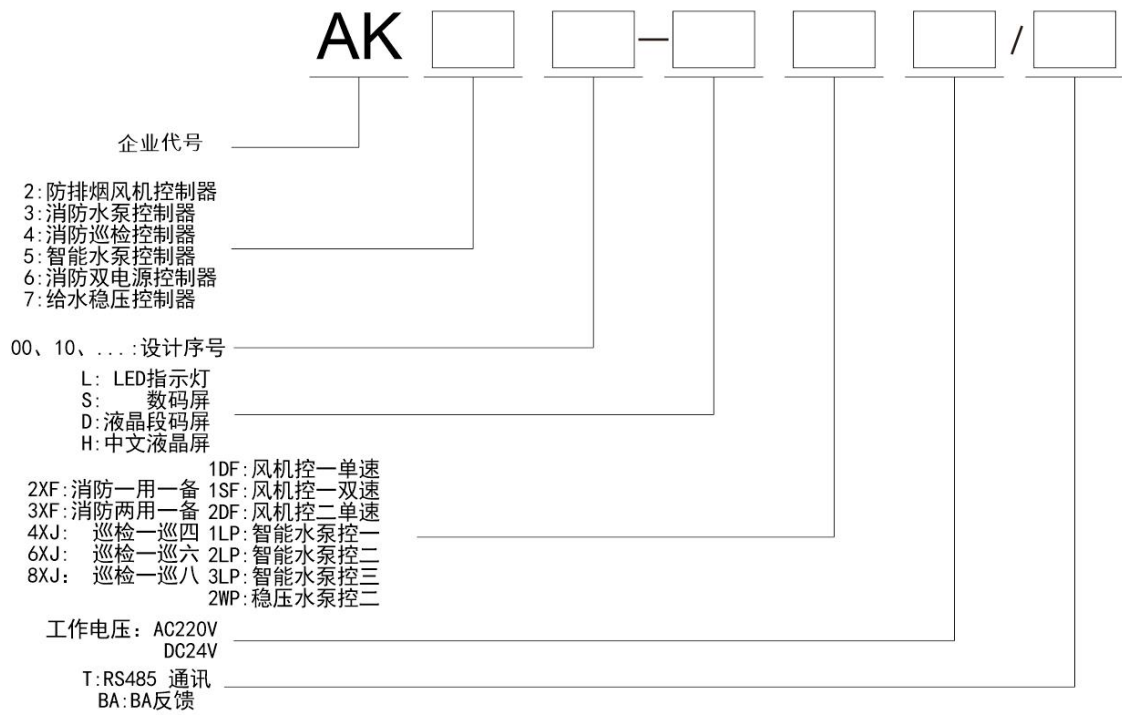 AK — /
企业代号
2:防排烟风机控制器
3:消防水泵控制器
4:消防巡检控制器
5:智能水泵控制器
6:消防双电源控制器
7:给水稳压控制器
00、10、...:设计序号
L: LED指示灯
S: 数码屏
D:液晶段码屏
H:中文液晶屏
1DF:风机控一单速
2XF:消防一用一备 1SF:风机控一双速
3XF:消防两用一备 2DF:风机控二单速
4XJ: 巡检一巡四 1LP:智能水泵控一
6XJ: 巡检一巡六 2LP:智能水泵控二
8XJ: 巡检一巡八 3LP:智能水泵控三
2WP:稳压水泵控二
工作电压: AC220V
DC24V
T:RS485 通讯
BA:BA反馈